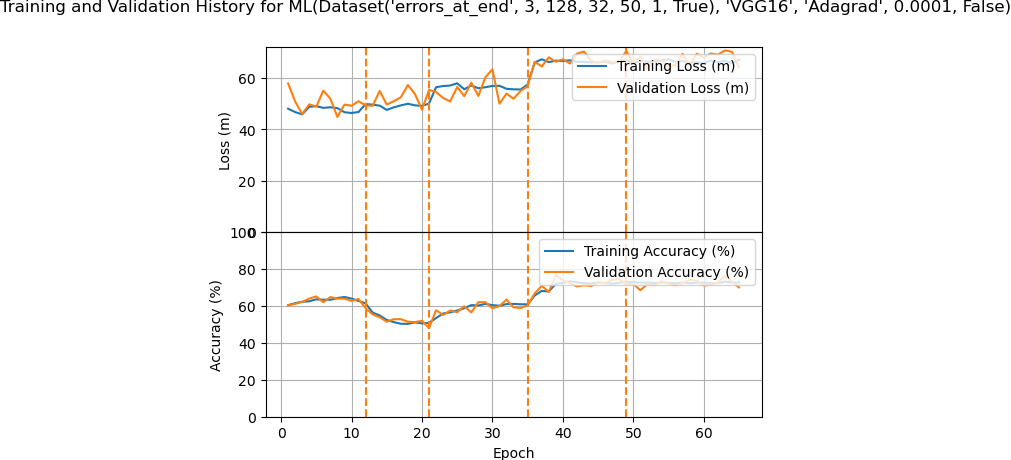 Training and Validation History for ML(Dataset('errors_at_end', 3, 128, 32, 50, 1, True), 'VGG16', 'Adagrad', 0.0001, False)
Loss (m)
60
40
20
0
Training Loss (m)
Validation Loss (m)
Accuracy (%)
100
80
60
40
20
0
Training Accuracy (%)
Validation Accuracy (%)
0 10 20 30 40 50 60
Epoch